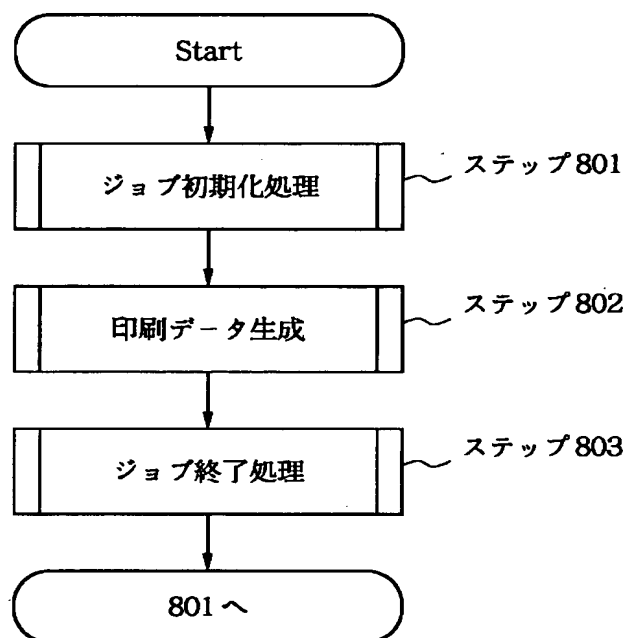 Start
ジョブ初期化処理
ステップ801
印刷データ生成
ステップ802
ジョブ終了処理
ステップ803
801へ